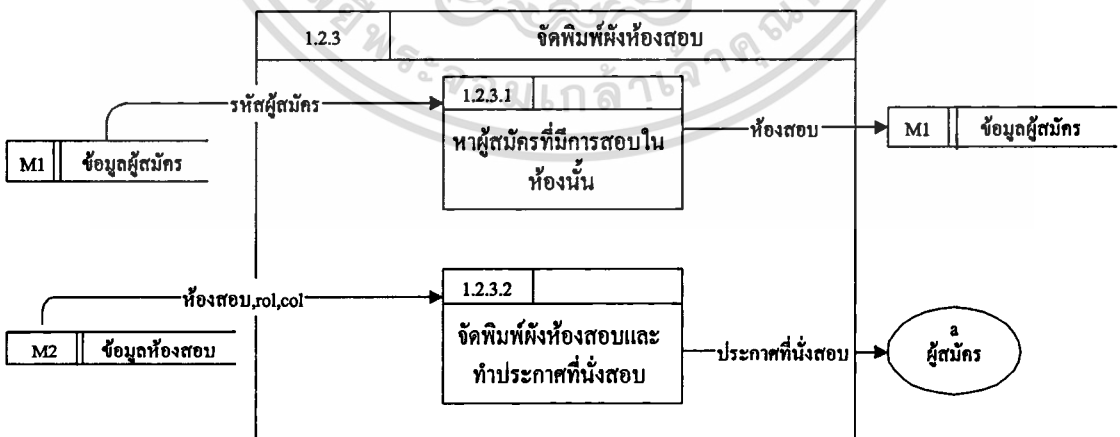 1.2.3 จัดพิมพ์ผังห้องสอบ
รหัสผู้สมัคร
1.2.3.1
หาผู้สมัครที่มีการสอบใน
ห้องนั้น
ห้องสอบ
M1 ข้อมูลผู้สมัคร
M1 ข้อมูลผู้สมัคร
ห้องสอบ,rol,col
1.2.3.2
จัดพิมพ์ผังห้องสอบและ
ทำประกาศที่นั่งสอบ
ประกาศที่นั่งสอบ
a
ผู้สมัคร
M2 ข้อมูลห้องสอบ